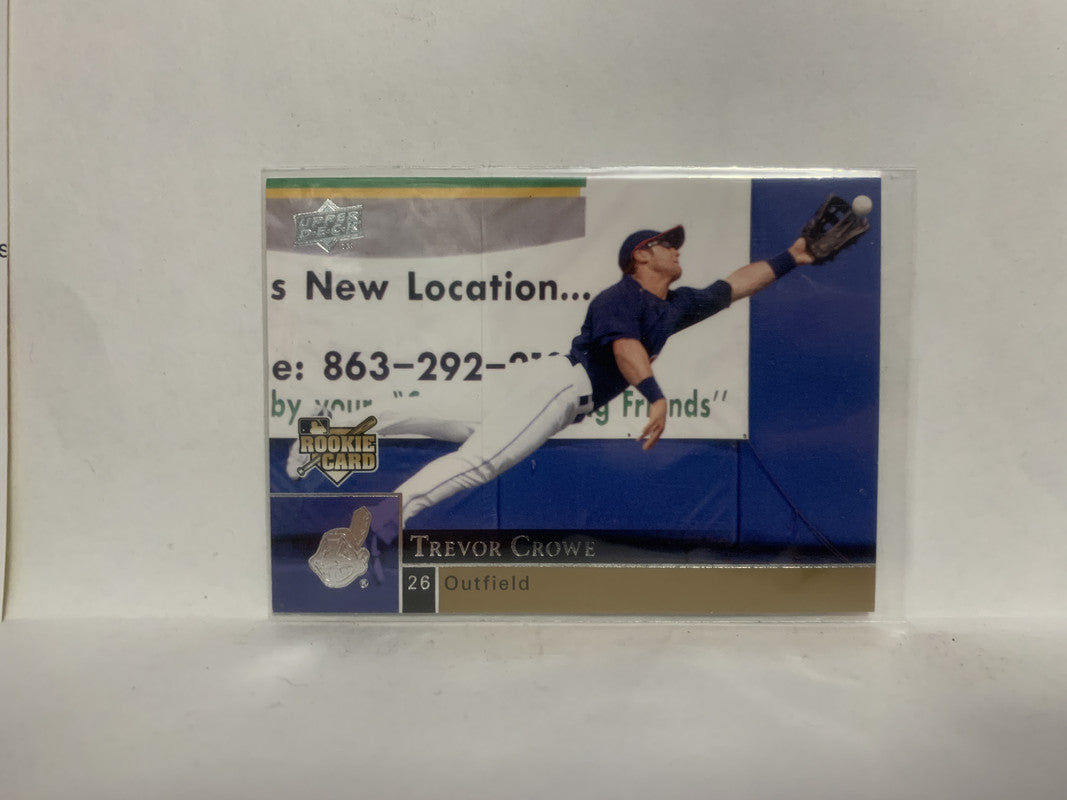 UPPER
DECK
s New Location...
e: 863-292-
by your
Friends"
ROOKIE
CARD
TREVOR CROWE
®
26 Outfield
s